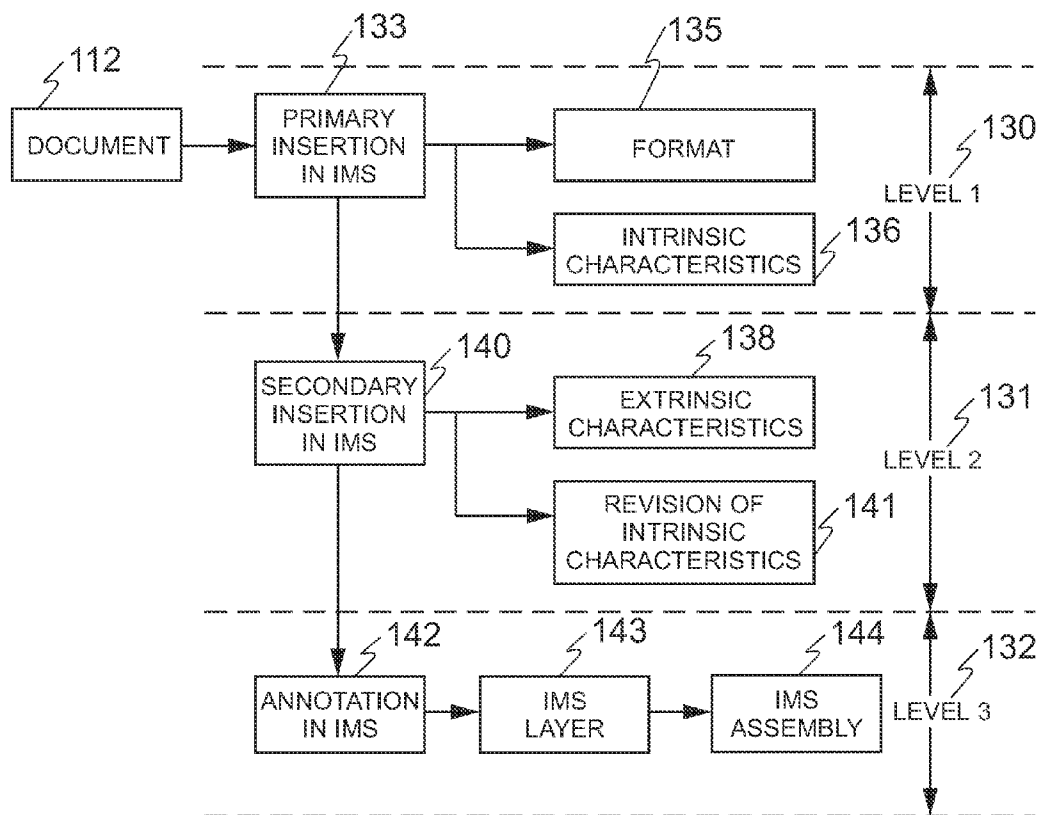 112
133
135
DOCUMENT
PRIMARY
INSERTION
IN IMS
FORMAT
130
LEVEL 1
INTRINSIC
CHARACTERISTICS
136
140
138
SECONDARY
INSERTION
IN IMS
EXTRINSIC
CHARACTERISTICS
131
LEVEL 2
REVISION OF
INTRINSIC
CHARACTERISTICS
141
142
143
144
132
ANNOTATION
IN IMS
IMS
LAYER
IMS
ASSEMBLY
LEVEL 3